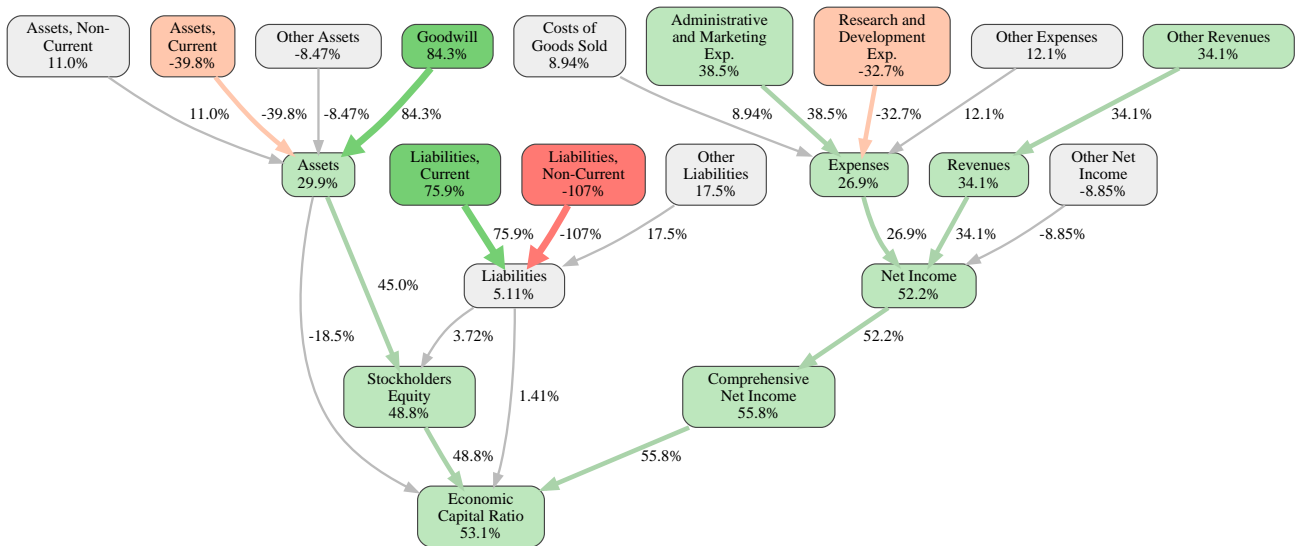 Assets, Non-
Current
11.0%
Assets,
Current
-39.8%
Other Assets
-8.47%
Goodwill
84.3%
Costs of
Goods Sold
8.94%
Administrative
and Marketing
Exp.
38.5%
Research and
Development
Exp.
-32.7%
Other Expenses
12.1%
Other Revenues
34.1%
11.0%
-39.8%
-8.47%
84.3%
8.94%
38.5%
-32.7%
12.1%
34.1%
Assets
29.9%
Liabilities,
Current
75.9%
Liabilities,
Non-Current
-107%
Other
Liabilities
17.5%
Expenses
26.9%
Revenues
34.1%
Other Net
Income
-8.85%
75.9%
-107%
17.5%
26.9%
34.1%
-8.85%
Liabilities
5.11%
Net Income
52.2%
45.0%
-18.5%
3.72%
52.2%
Stockholders
Equity
48.8%
1.41%
Comprehensive
Net Income
55.8%
48.8%
55.8%
Economic
Capital Ratio
53.1%